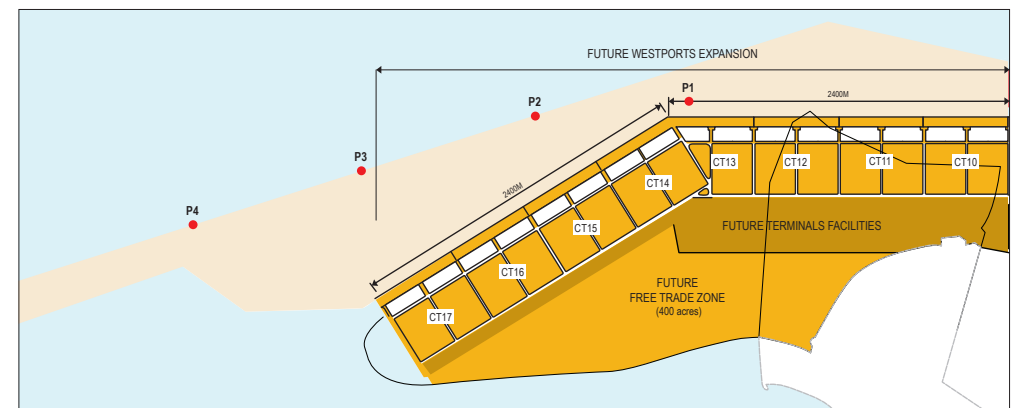 FUTURE WESTPORTS EXPANSION
P1
2400M
P2
P3
P4
2400M
CT13
CT12
CT11
CT10
CT14
CT15
CT16
CT17
FUTURE TERMINALS FACILITIES
FUTURE
FREE TRADE ZONE
(400 acres)